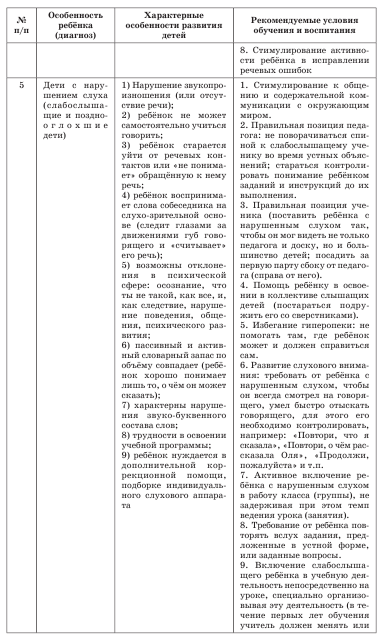 №
п/п
Особенность
ребёнка
(диагноз)
Характерные
особенности развития
детей
Рекомендуемые условия
обучения и воспитания
8. Стимулирование активно-
сти ребёнка в исправлении
речевых ошибок
5
Дети с нару-
шением слуха
(слабослыша-
щие и поздно-
оглохшие
дети)
1) Нарушение звукопро-
изношения (или отсут-
ствие речи);
2) ребёнок не может
самостоятельно учиться
говорить;
3) ребёнок старается
уйти от речевых кон-
тактов или «не понима-
ет» обращённую к нему
речь;
4) ребёнок воспринима-
ет слова собеседника на
слухо-зрительной осно-
ве (следит глазами за
движениями губ гово-
рящего и «считывает»
его речь);
5) возможны отклоне-
ния в психической
сфере: осознание, что
ты не такой, как все, и,
как следствие, наруше-
ние поведения, обще-
ния, психического раз-
вития;
6) пассивный и актив-
ный словарный запас по
объёму совпадает (ребё-
нок хорошо понимает
лишь то, о чём он может
сказать);
7) характерны наруше-
ния звуко-буквенного
состава слов;
8) трудности в освоении
учебной программы;
9) ребёнок нуждается в
дополнительной кор-
рекционной помощи,
подборке индивидуаль-
ного слухового аппара-
та
1. Стимулирование к обще-
нию и содержательной ком-
муникации с окружающим
миром.
2. Правильная позиция педа-
гога: не поворачиваться спи-
ной к слабослышащему уче-
нику во время устных объяс-
нений; стараться контроли-
ровать понимание ребёнком
заданий и инструкций до их
выполнения.
3. Правильная позиция уче-
ника (поставить ребёнка с
нарушенным слухом так,
чтобы он мог видеть не только
педагога и доску, но и боль-
шинство детей; посадить за
первую парту сбоку от педаго-
га (справа от него).
4. Помощь ребёнку в освое-
нии в коллективе слышащих
детей (постараться подру-
жить его со сверстниками).
5. Избегание гиперопеки: не
помогать там, где ребёнок
может и должен справиться
сам.
6. Развитие слухового внима-
ния: требовать от ребёнка с
нарушенным слухом, чтобы
он всегда смотрел на говоря-
щего, умел быстро отыскать
говорящего, для этого его
необходимо контролировать,
например: «Повтори, что я
сказала», «Повтори, о чём рас-
сказала Оля», «Продолжи,
пожалуйста» и т.п.
7. Активное включение ре-
бёнка с нарушенным слухом
в работу класса (группы), не
задерживая при этом темп
ведения урока (занятия).
8. Требование от ребёнка пов-
торять вслух задания, пред-
ложенные в устной форме,
или заданные вопросы.
9. Включение слабослыша-
щего ребёнка в учебную дея-
тельность непосредственно на
уроке, специально организо-
вывая эту деятельность (в те-
чение первых лет обучения
учитель должен менять или